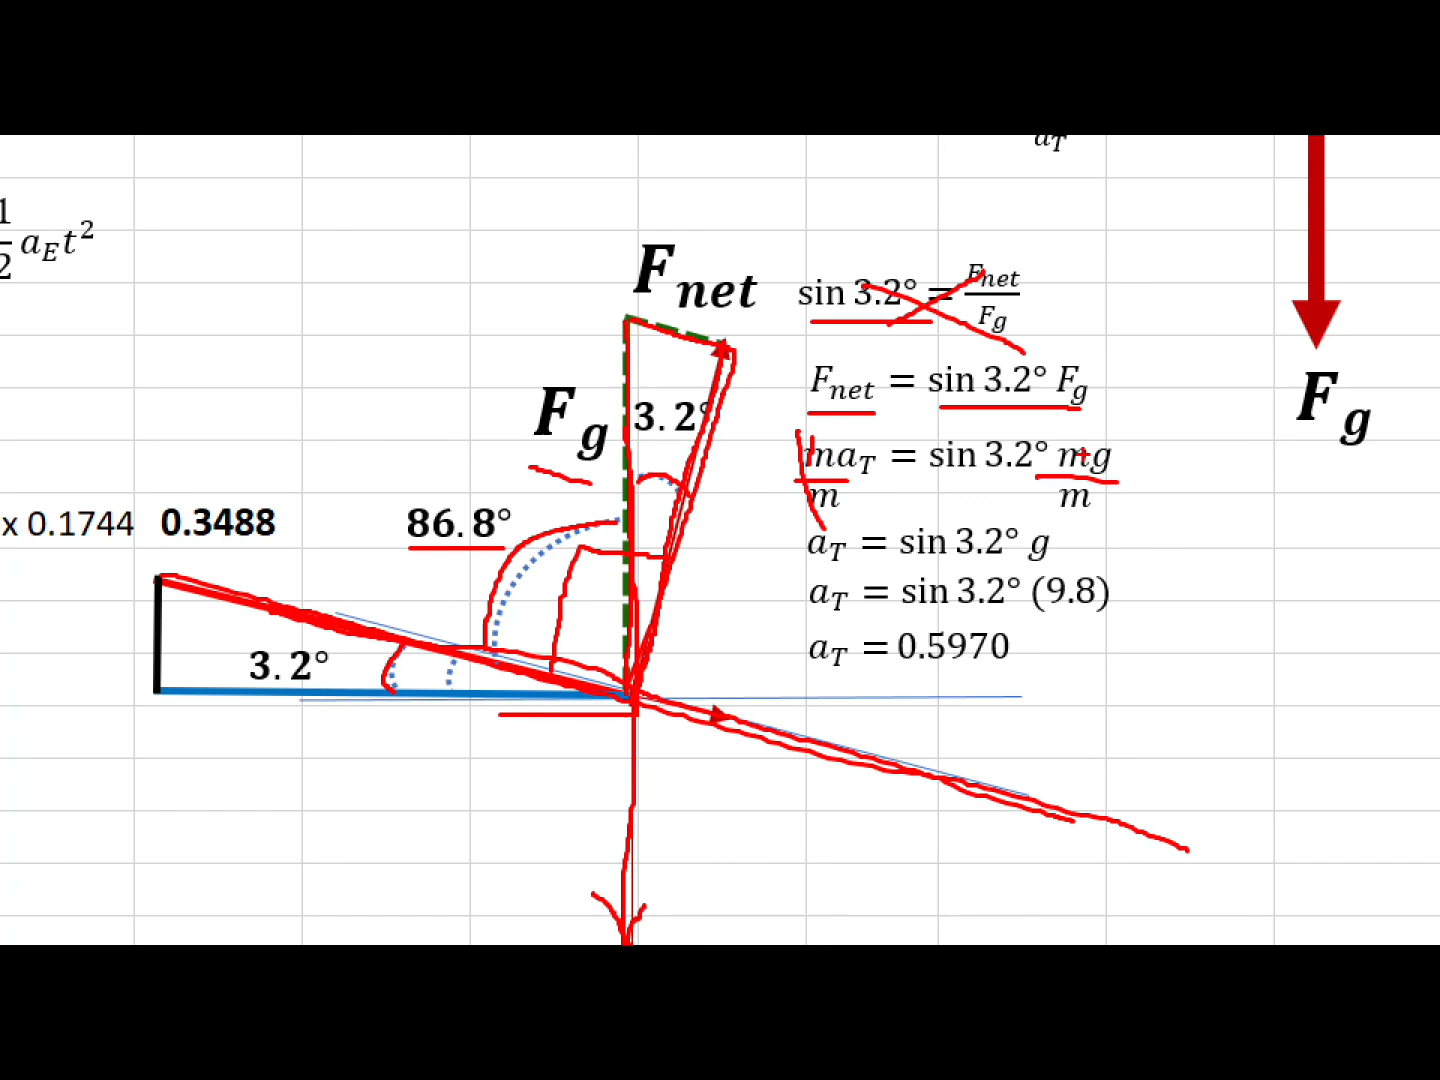 a_T
1/2 a_E t²
F_net
sin 3.2° = F_net/F_g
F_net = sin 3.2° F_g
F_g
3.2°
F_g
ma_T = sin 3.2° mg
m m
x 0.1744 0.3488
86.8°
a_T = sin 3.2° g
a_T = sin 3.2° (9.8)
a_T = 0.5970
3.2°